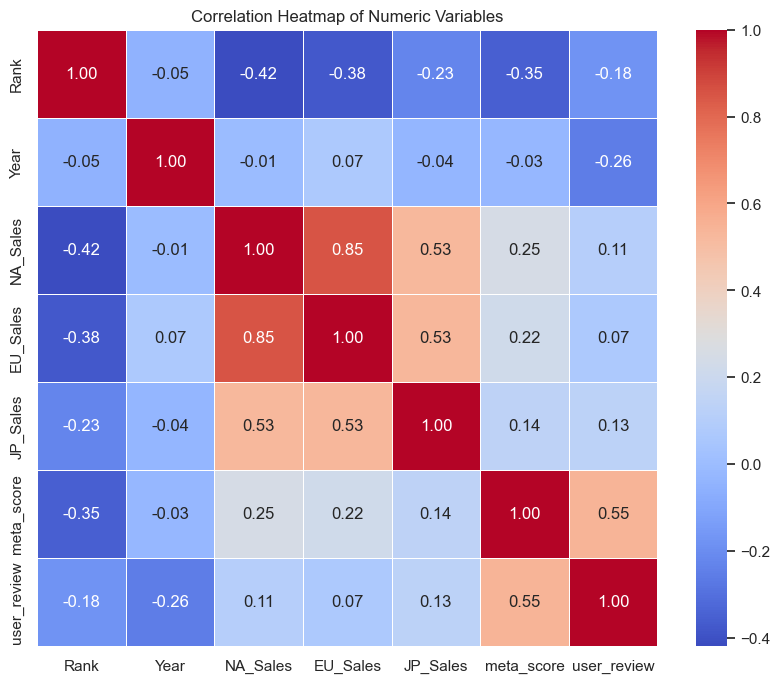 Correlation Heatmap of Numeric Variables
Rank 1.00 -0.05 -0.42 -0.38 -0.23 -0.35 -0.18
Year -0.05 1.00 -0.01 0.07 -0.04 -0.03 -0.26
NA_Sales -0.42 -0.01 1.00 0.85 0.53 0.25 0.11
EU_Sales -0.38 0.07 0.85 1.00 0.53 0.22 0.07
JP_Sales -0.23 -0.04 0.53 0.53 1.00 0.14 0.13
meta_score -0.35 -0.03 0.25 0.22 0.14 1.00 0.55
user_review -0.18 -0.26 0.11 0.07 0.13 0.55 1.00
Rank Year NA_Sales EU_Sales JP_Sales meta_score user_review
1.0
0.8
0.6
0.4
0.2
0.0
−0.2
−0.4